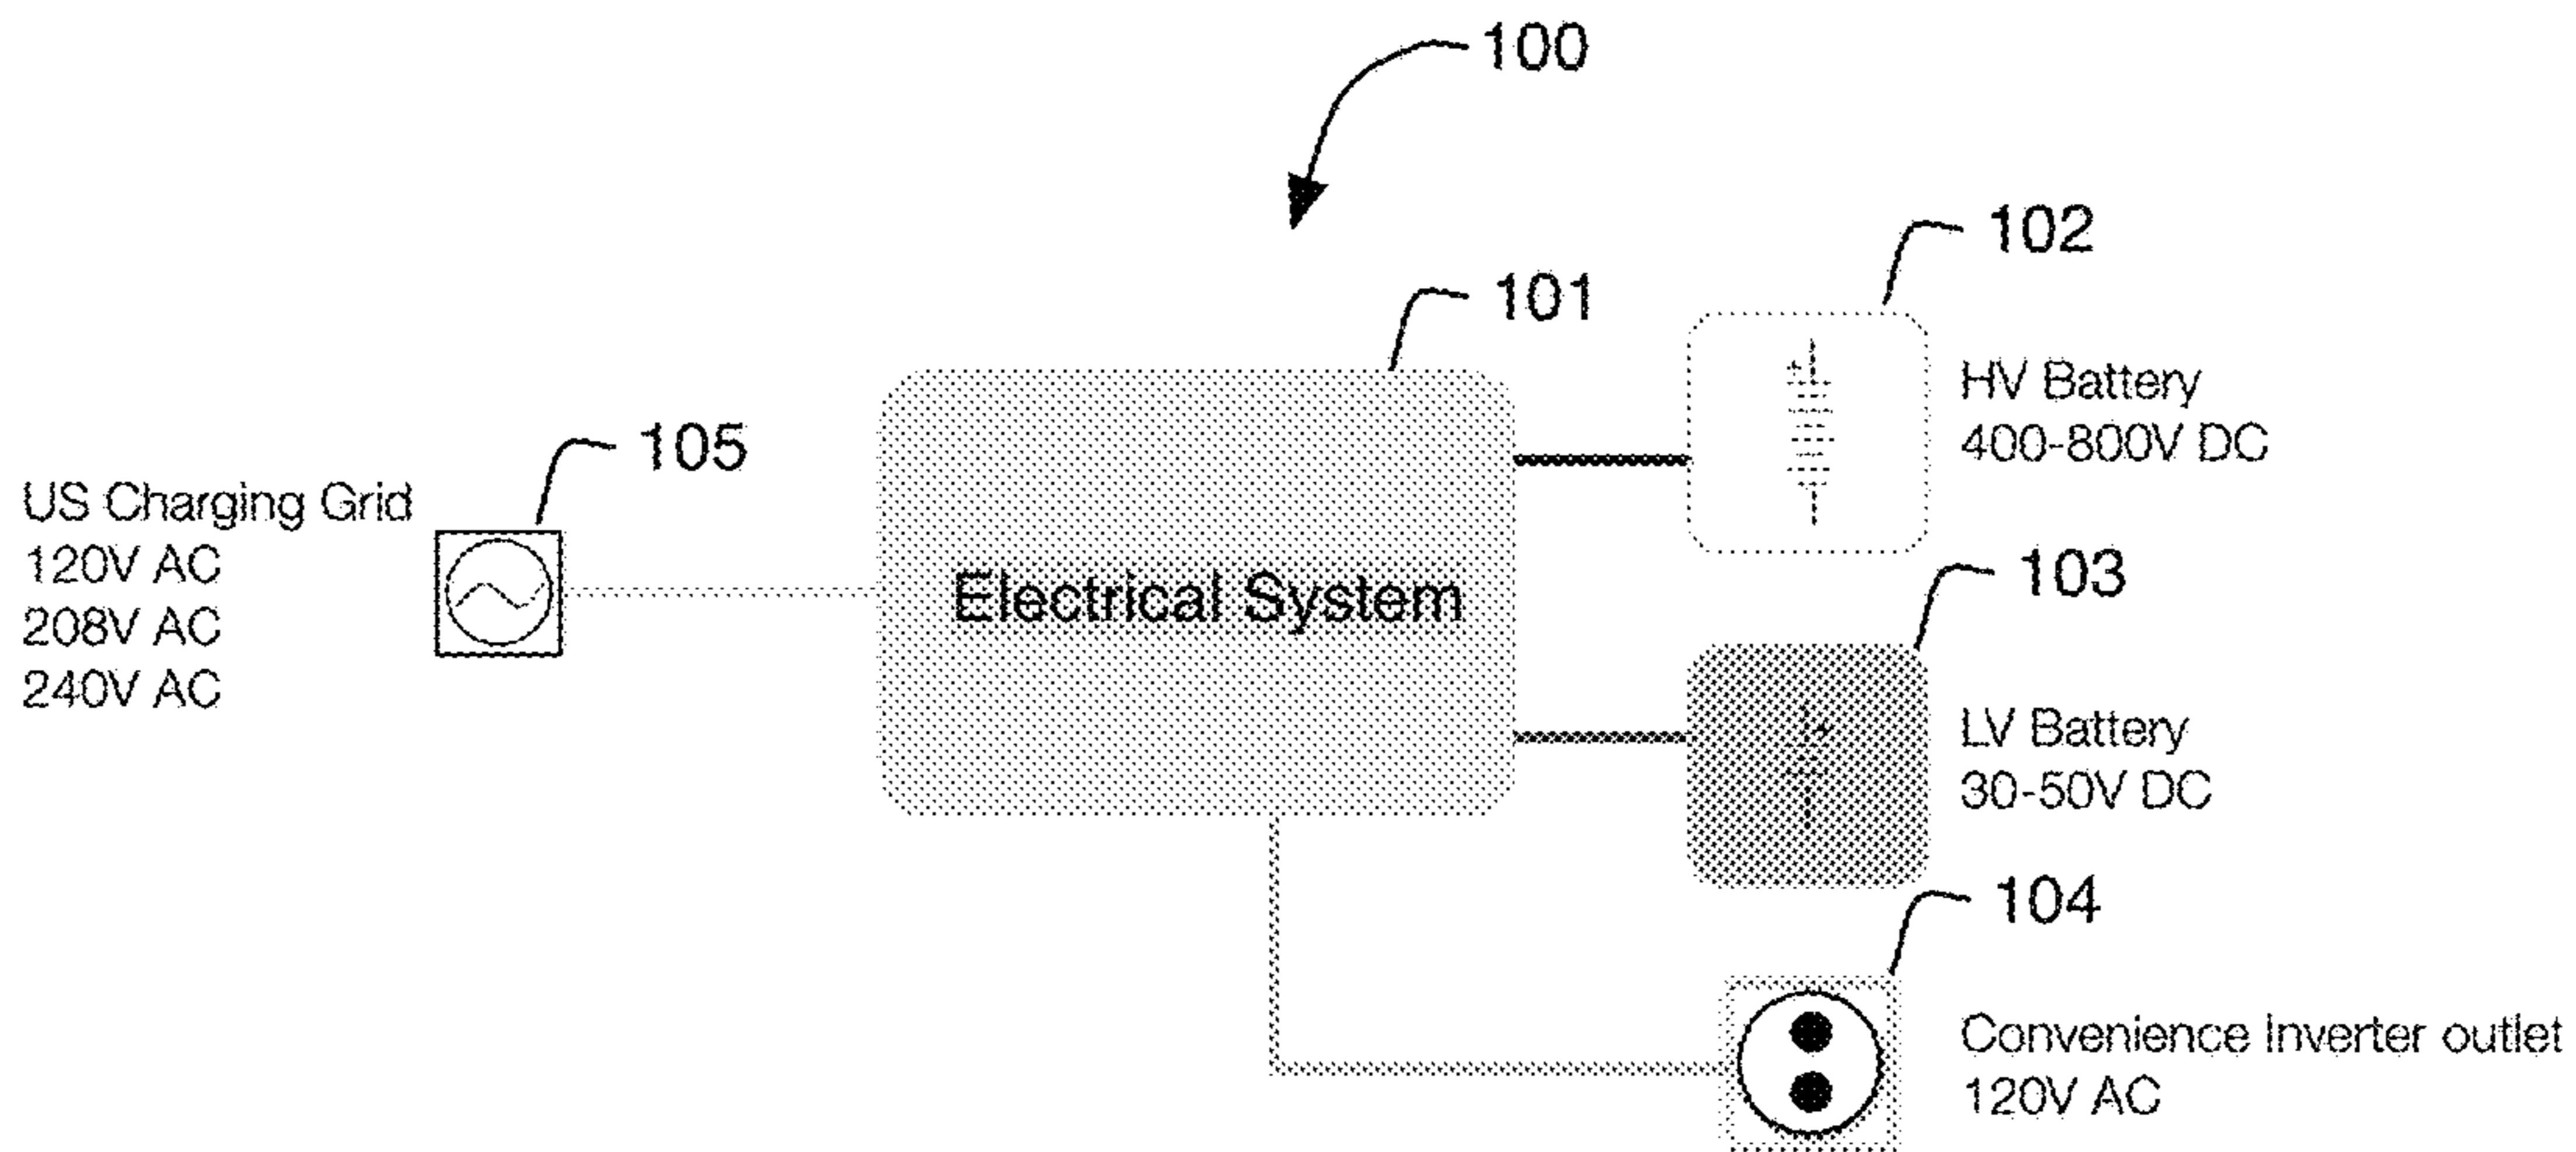 100
102
101
HV Battery
400-800V DC
105
US Charging Grid
120V AC
208V AC
240V AC
Electrical System
103
LV Battery
30-50V DC
104
Convenience Inverter outlet
120V AC